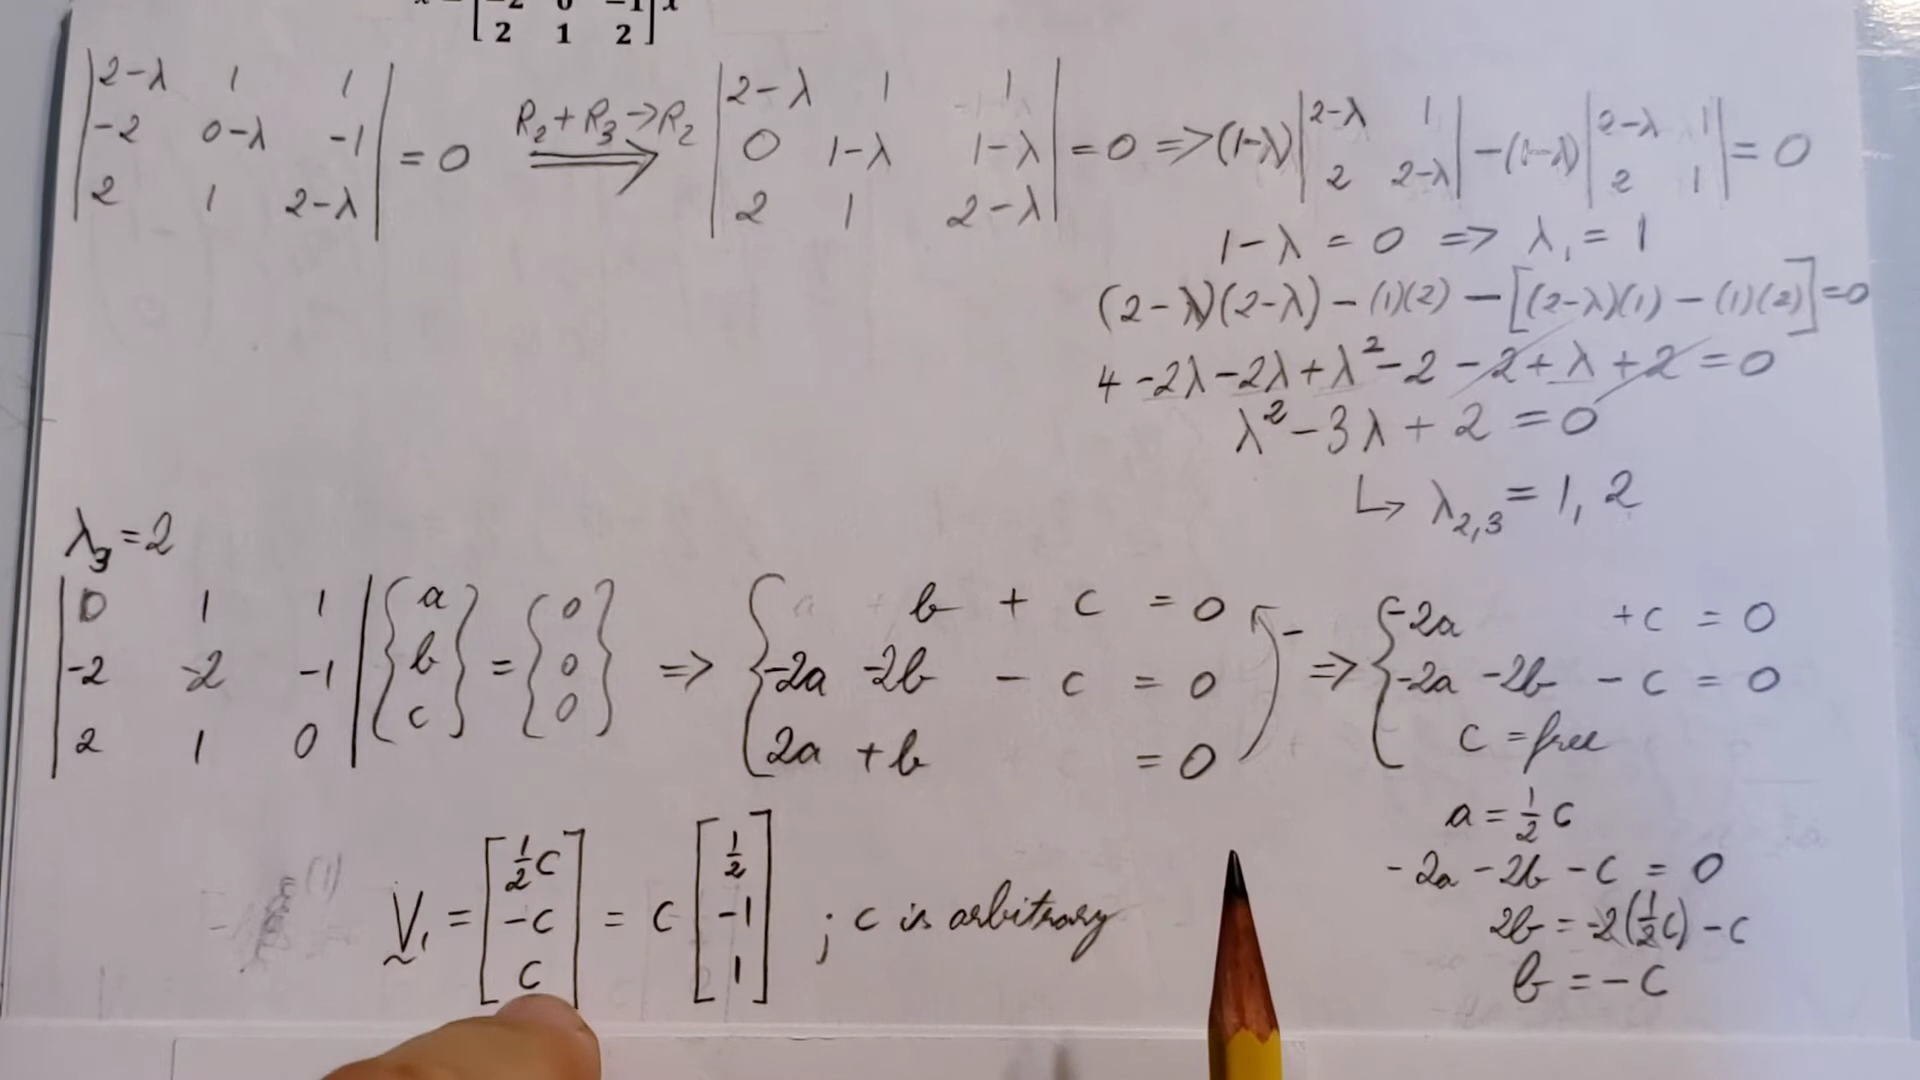 x = [-2 0 -1] x
[2 1 2]
|2-λ 1 1; -2 0-λ -1; 2 1 2-λ| = 0 R₂+R₃→R₂ ⟹ |2-λ 1 1; 0 1-λ 1-λ; 2 1 2-λ| = 0 => (1-λ)|2-λ 1; 2 2-λ| - (1-λ)|2-λ 1; 2 1| = 0
1-λ = 0 => λ₁ = 1
(2-λ)(2-λ) - (1)(2) - [(2-λ)(1) - (1)(2)] = 0
4 - 2λ - 2λ + λ² - 2 - 2 + λ + 2 = 0
λ² - 3λ + 2 = 0
↳ λ₂,₃ = 1, 2
λ₃ = 2
|0 1 1; -2 -2 -1; 2 1 0| {a; b; c} = {0; 0; 0} => {b + c = 0; -2a -2b - c = 0; 2a + b = 0 - => {-2a + c = 0; -2a -2b - c = 0; c = free
a = ½ c
-2a - 2b - c = 0
2b = -2(½c) - c
b = -c
V₁ = [½c; -c; c] = c [½; -1; 1] ; c is arbitrary